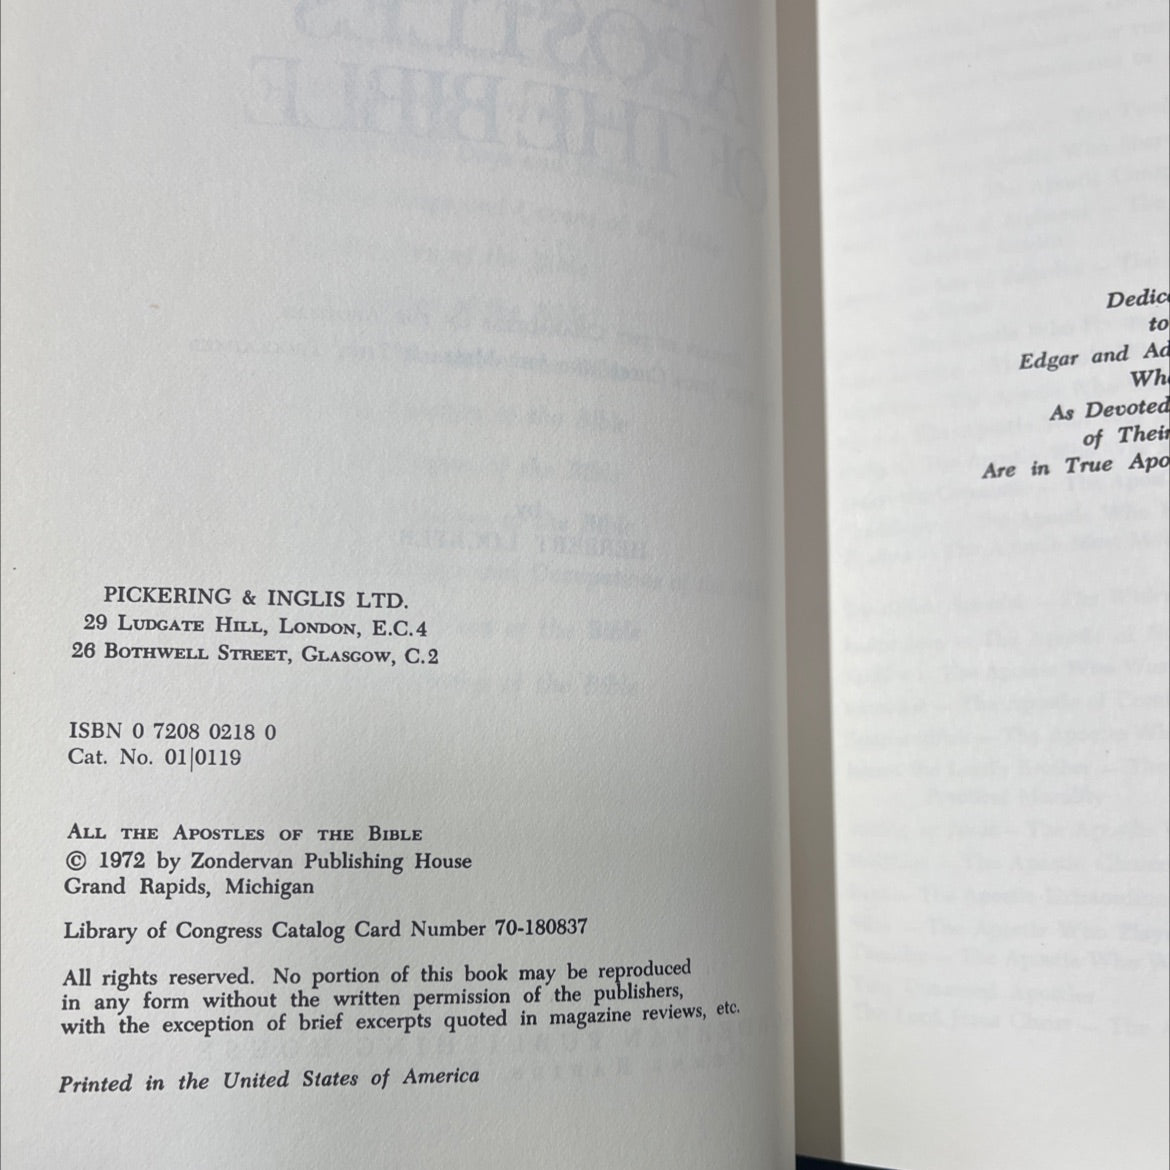 PICKERING & INGLIS LTD.
29 LUDGATE HILL, LONDON, E.C.4
26 BOTHWELL STREET, GLASGOW, C.2
ISBN 0 7208 0218 0
Cat. No. 01|0119
ALL THE APOSTLES OF THE BIBLE
© 1972 by Zondervan Publishing House
Grand Rapids, Michigan
Library of Congress Catalog Card Number 70-180837
All rights reserved. No portion of this book may be reproduced
in any form without the written permission of the publishers,
with the exception of brief excerpts quoted in magazine reviews, etc.
Printed in the United States of America
Dedic
to
Edgar and Ad
Who
As Devoted
of Their
Are in True Apo